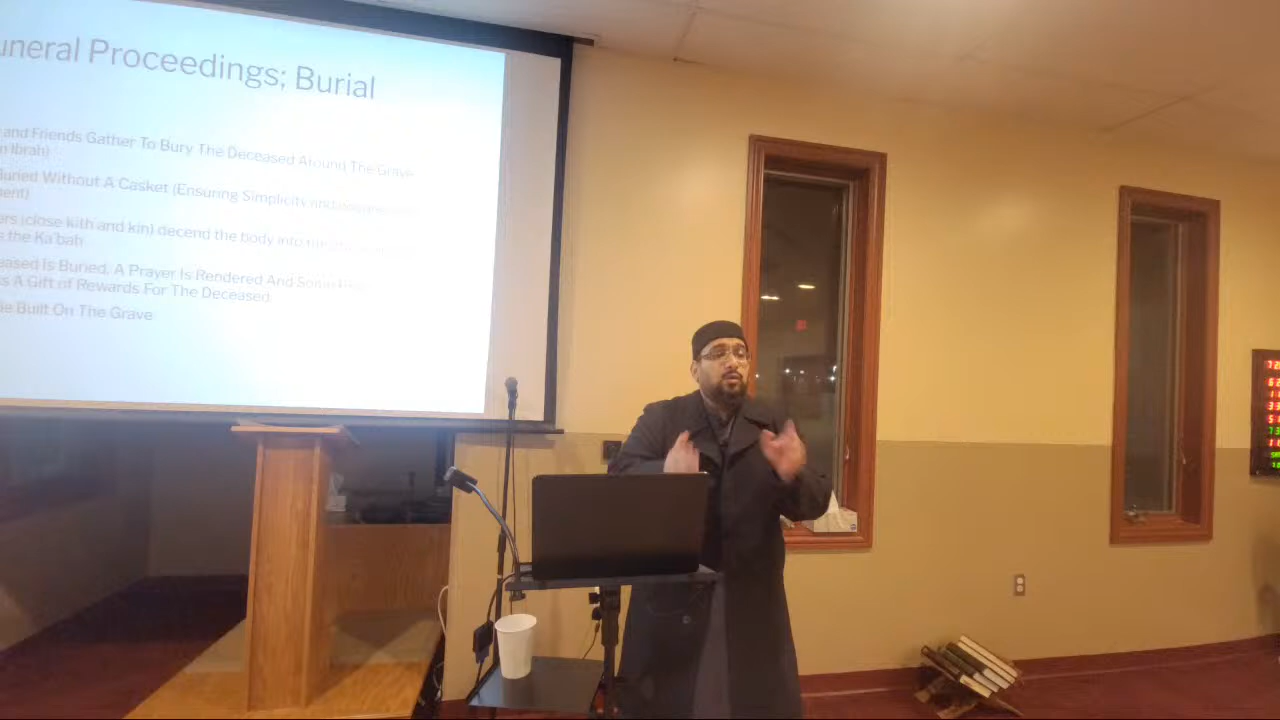 uneral Proceedings; Burial
and Friends Gather To Bury The Deceased Around The Grave
n Ibrah)
Buried Without A Casket (Ensuring Simplicity
ment)
ers (close kith and kin) decend the body into
s the Ka'bah
eased Is Buried, A Prayer Is Rendered And
s A Gift of Rewards For The Deceased
e Built On The Grave